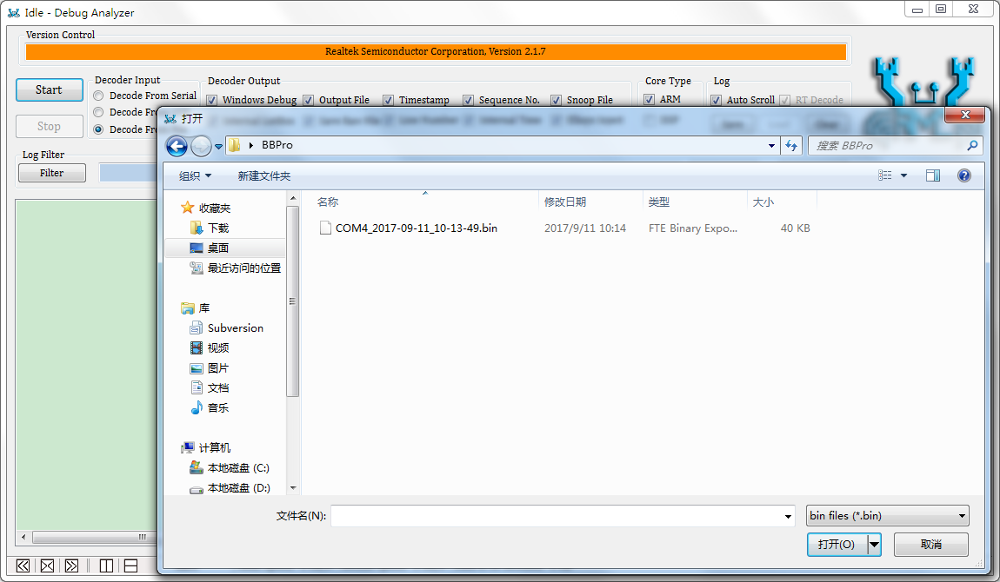 Idle - Debug Analyzer
Version Control
Realtek Semiconductor Corporation, Version 2.1.7
Start
Stop
Decoder Input
Decode From Serial
Decode Fr
Decode From
Decoder Output
Windows Debug
Output File
Timestamp
Sequence No.
Snoop File
Core Type
ARM
Log
Auto Scroll
RT Decode
Log Filter
Filter
打开
BBPro
搜索 BBPro
组织
新建文件夹
收藏夹
下载
桌面
最近访问的位置
库
Subversion
视频
图片
文档
音乐
计算机
本地磁盘 (C:)
本地磁盘 (D:)
名称 修改日期 类型 大小
COM4_2017-09-11_10-13-49.bin 2017/9/11 10:14 FTE Binary Expo... 40 KB
文件名(N):
bin files (*.bin)
打开(O)
取消